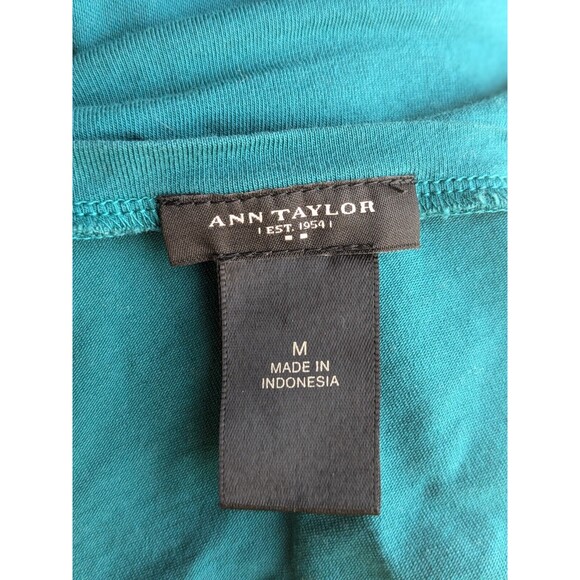 ANN TAYLOR
| EST. 1954 |
M
MADE IN
INDONESIA